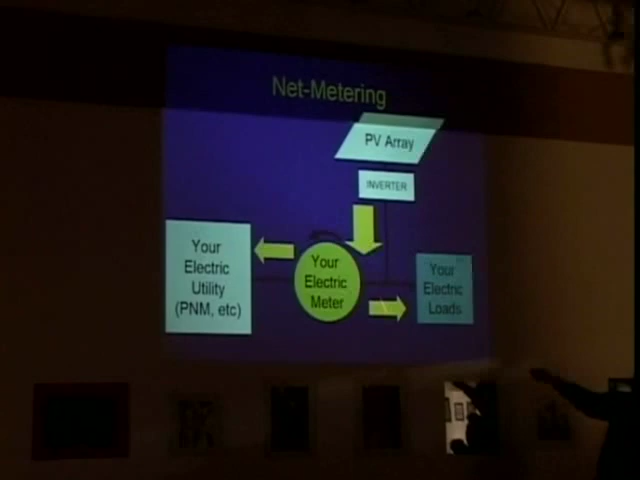 Net-Metering
PV Array
INVERTER
Your
Electric
Utility
(PNM, etc)
Your
Electric
Meter
Your
Electric
Loads